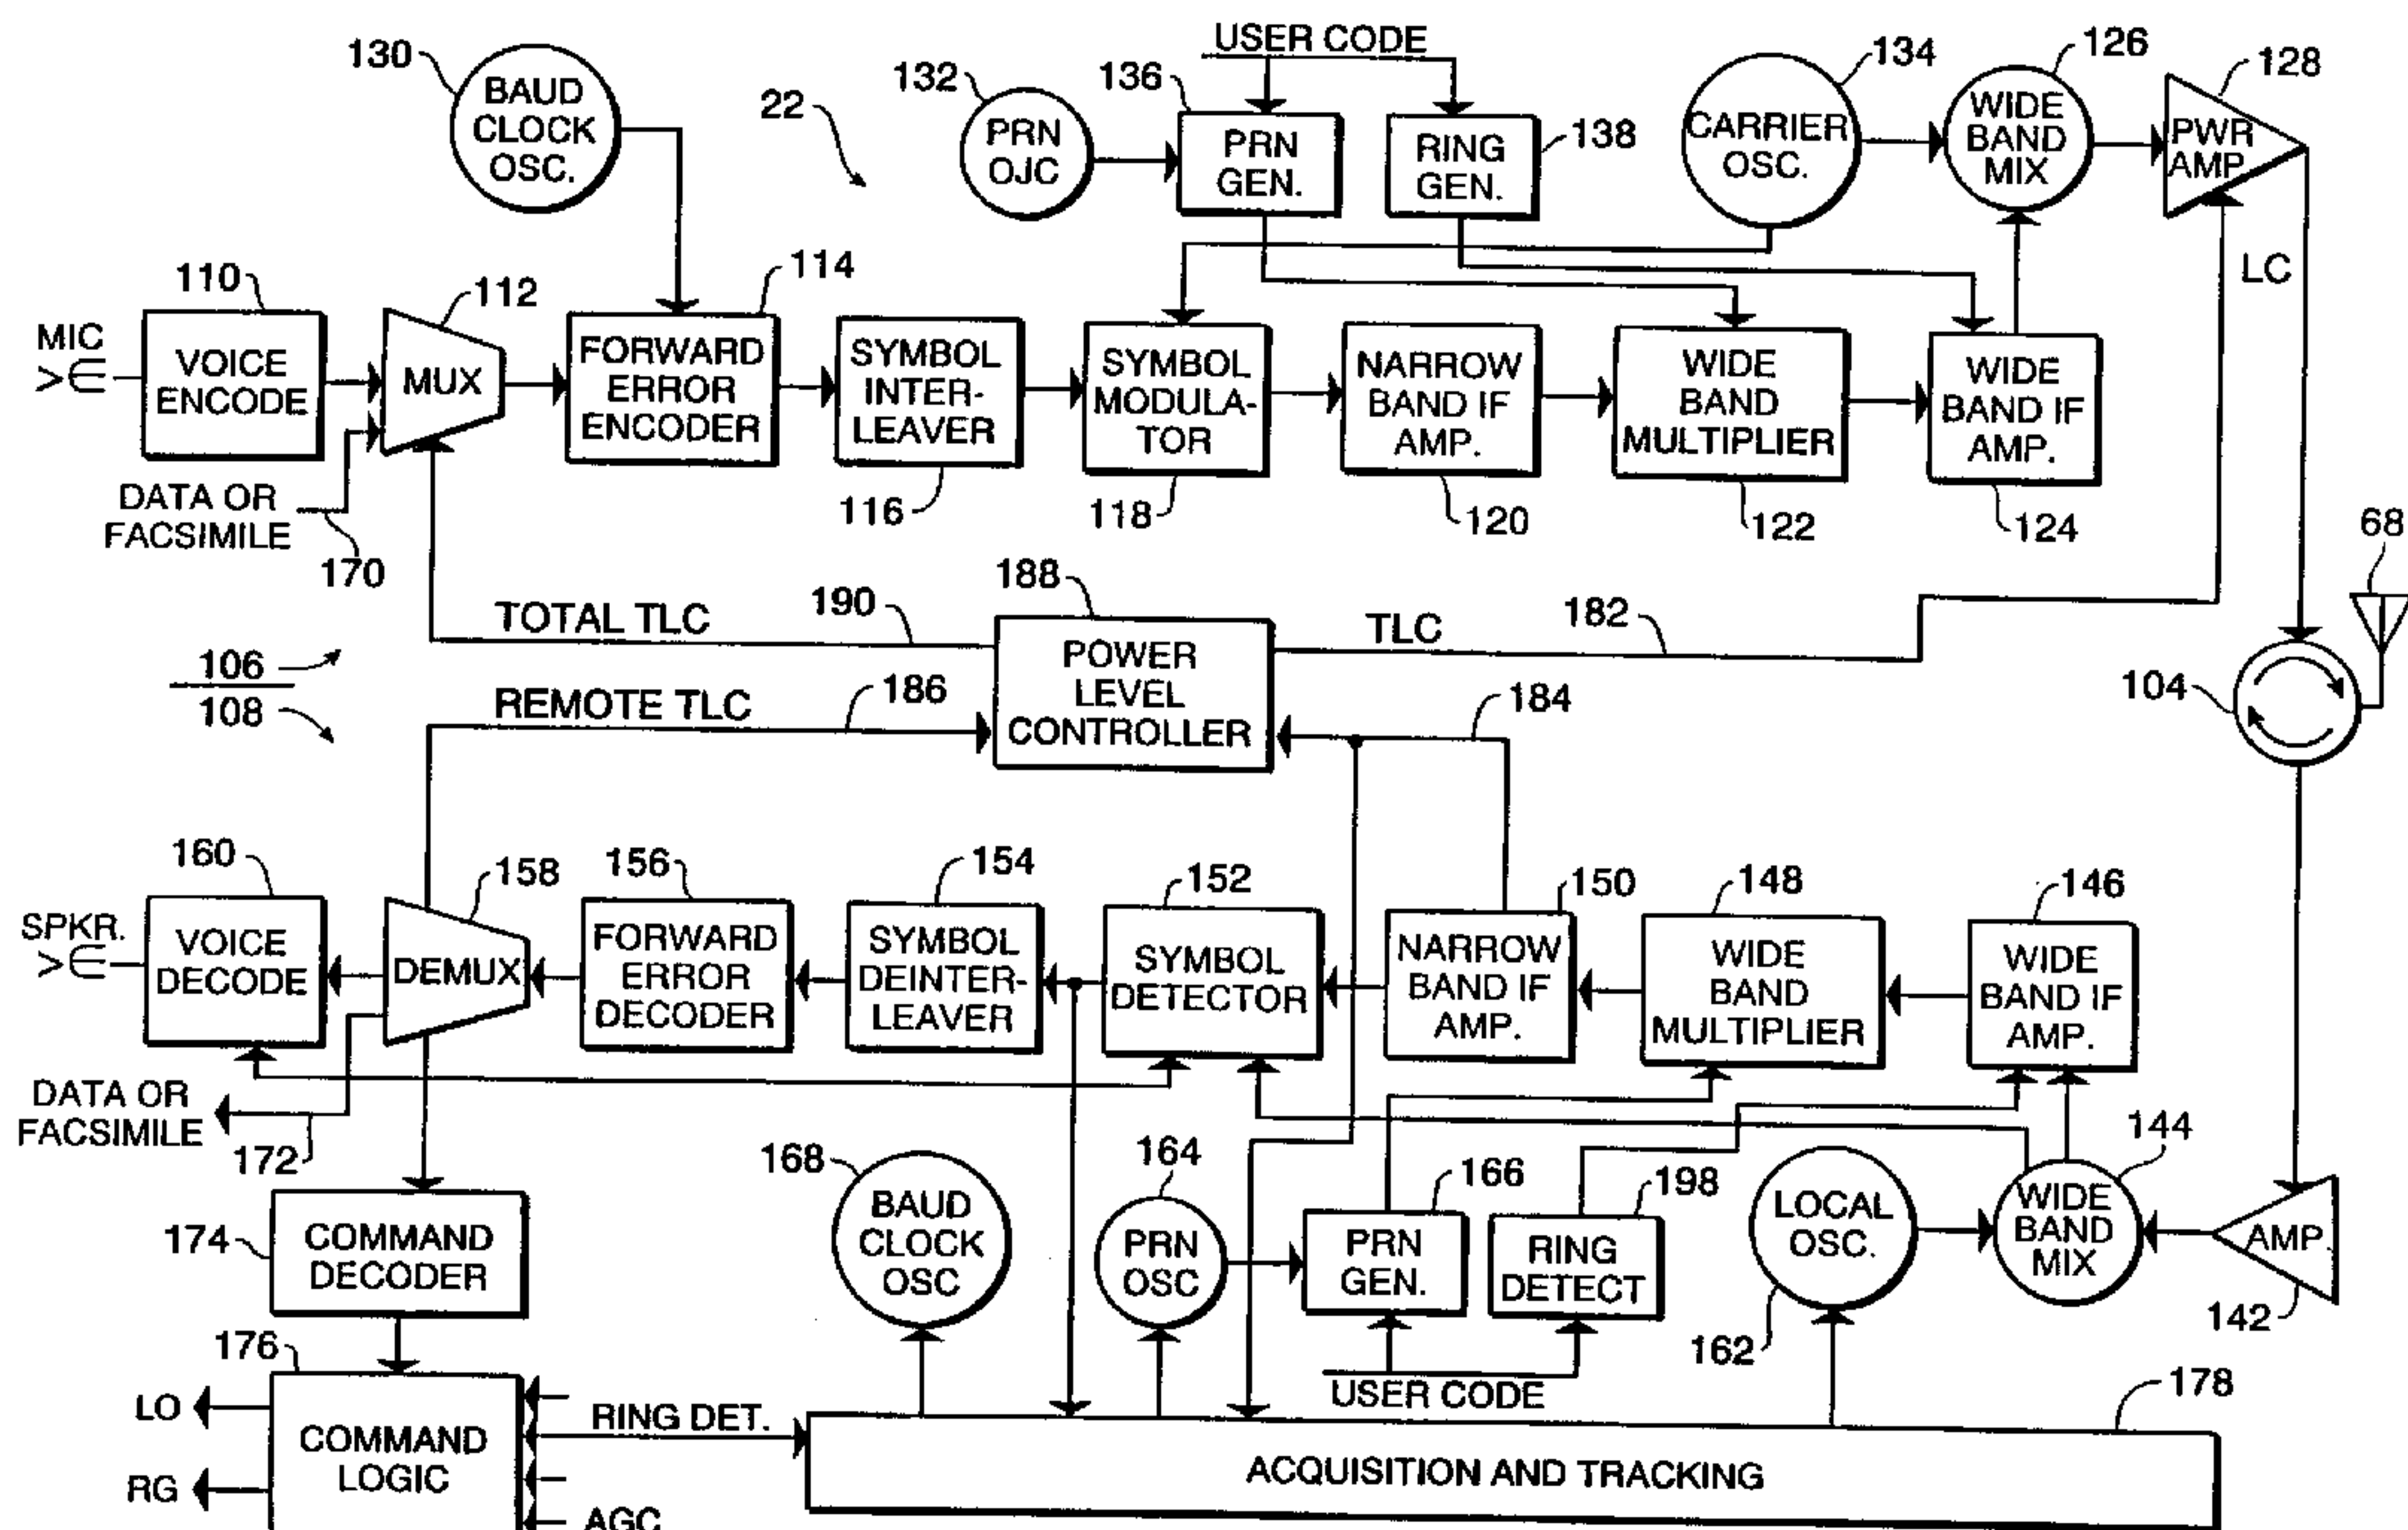 130
BAUD
CLOCK
OSC.
22
132
PRN
OJC
136
USER CODE
PRN
GEN.
RING
GEN.
138
CARRIER
OSC.
134
WIDE
BAND
MIX
126
PWR
AMP.
128
LC
MIC
110
VOICE
ENCODE
112
MUX
114
FORWARD
ERROR
ENCODER
SYMBOL
INTER-
LEAVER
116
SYMBOL
MODULA-
TOR
118
NARROW
BAND IF
AMP.
120
WIDE
BAND
MULTIPLIER
122
WIDE
BAND IF
AMP.
124
DATA OR
FACSIMILE
170
68
104
TOTAL TLC
190
188
POWER
LEVEL
CONTROLLER
TLC
182
106
108
REMOTE TLC
186
184
SPKR.
160
VOICE
DECODE
158
DEMUX
156
FORWARD
ERROR
DECODER
154
SYMBOL
DEINTER-
LEAVER
152
SYMBOL
DETECTOR
150
NARROW
BAND IF
AMP.
148
WIDE
BAND
MULTIPLIER
146
WIDE
BAND IF
AMP.
DATA OR
FACSIMILE
172
174
COMMAND
DECODER
168
BAUD
CLOCK
OSC
164
PRN
OSC
166
PRN
GEN.
198
RING
DETECT
LOCAL
OSC.
162
144
WIDE
BAND
MIX
AMP.
142
USER CODE
176
LO
RG
COMMAND
LOGIC
RING DET.
AGC
178
ACQUISITION AND TRACKING